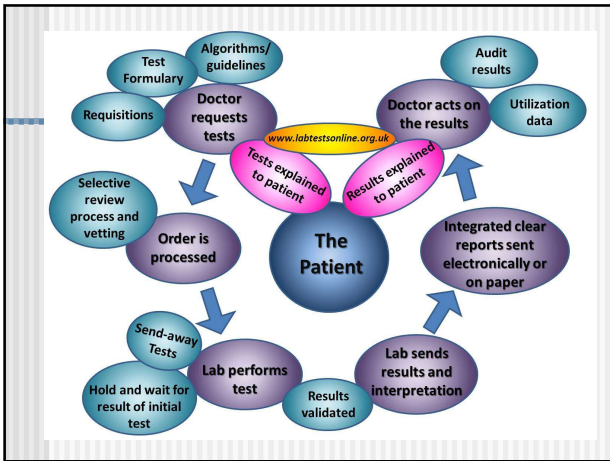 Algorithms/
guidelines
Test
Formulary
Requisitions
Doctor
requests
tests
www.labtestsonline.org.uk
Audit
results
Doctor acts on
the results
Utilization
data
Tests explained
to patient
Results explained
to patient
Selective
review
process and
vetting
Order is
processed
The
Patient
Integrated clear
reports sent
electronically or
on paper
Send-away
Tests
Hold and wait for
result of initial
test
Lab performs
test
Results
validated
Lab sends
results and
interpretation